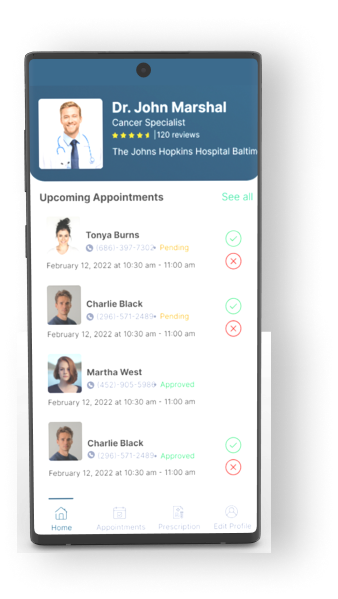 Dr. John Marshal
Cancer Specialist
|120 reviews
The Johns Hopkins Hospital Baltim
Upcoming Appointments See all
Tonya Burns
(686)-397-7302• Pending
February 12, 2022 at 10:30 am - 11:00 am
Charlie Black
(296)-571-2489• Pending
February 12, 2022 at 10:30 am - 11:00 am
Martha West
(452)-905-5986• Approved
February 12, 2022 at 10:30 am - 11:00 am
Charlie Black
(296)-571-2489• Approved
February 12, 2022 at 10:30 am - 11:00 am
Home Appointments Prescription Edit Profile